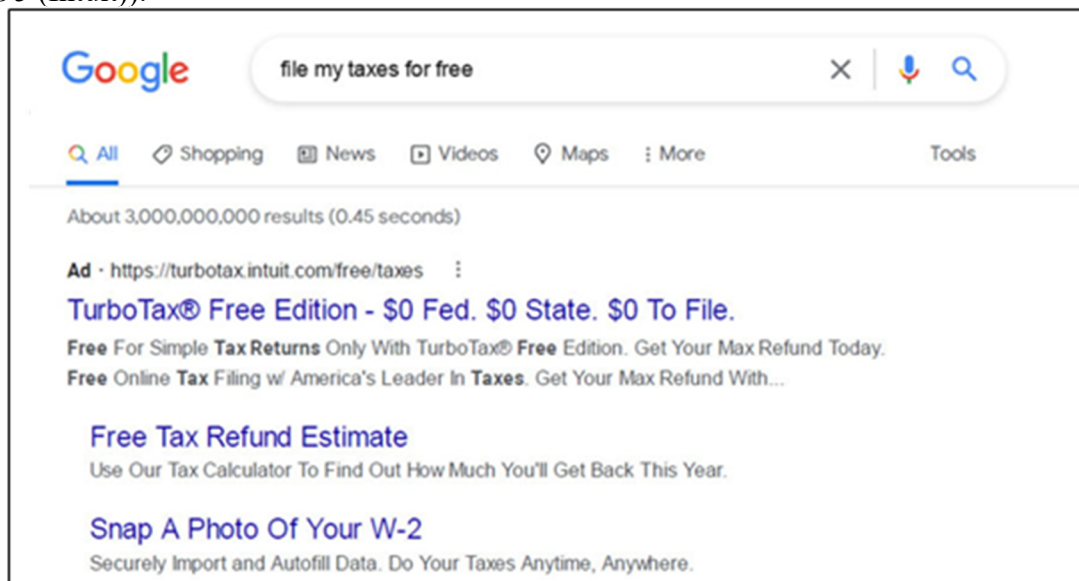 Google
file my taxes for free
All Shopping News Videos Maps More Tools
About 3,000,000,000 results (0.45 seconds)
Ad · https://turbotax.intuit.com/free/taxes
TurboTax® Free Edition - $0 Fed. $0 State. $0 To File.
Free For Simple Tax Returns Only With TurboTax® Free Edition. Get Your Max Refund Today.
Free Online Tax Filing w/ America's Leader In Taxes. Get Your Max Refund With...
Free Tax Refund Estimate
Use Our Tax Calculator To Find Out How Much You'll Get Back This Year.
Snap A Photo Of Your W-2
Securely Import and Autofill Data. Do Your Taxes Anytime, Anywhere.